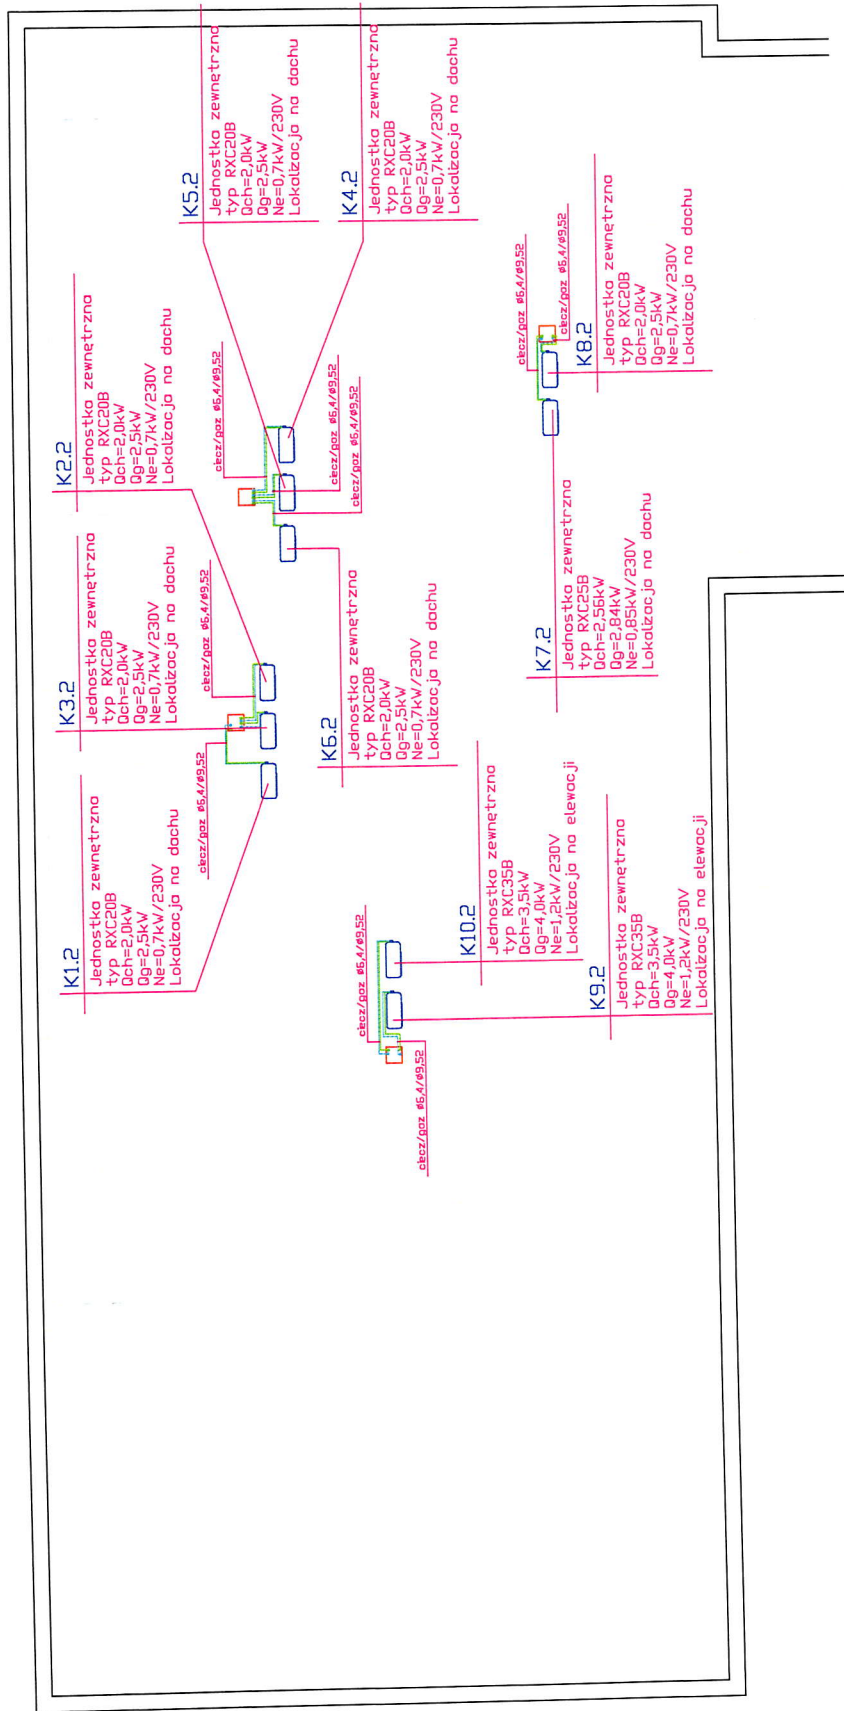 K1.2
Jednostka zewnętrzna
typ RXC20B
Qch=2,0kW
Qg=2,5kW
Ne=0,7kW/230V
Lokalizacja na dachu
K3.2
Jednostka zewnętrzna
typ RXC20B
Qch=2,0kW
Qg=2,5kW
Ne=0,7kW/230V
Lokalizacja na dachu
K2.2
Jednostka zewnętrzna
typ RXC20B
Qch=2,0kW
Qg=2,5kW
Ne=0,7kW/230V
Lokalizacja na dachu
K5.2
Jednostka zewnętrzna
typ RXC20B
Qch=2,0kW
Qg=2,5kW
Ne=0,7kW/230V
Lokalizacja na dachu
K4.2
Jednostka zewnętrzna
typ RXC20B
Qch=2,0kW
Qg=2,5kW
Ne=0,7kW/230V
Lokalizacja na dachu
ciecz/gaz ø6,4/ø9,52
ciecz/gaz ø6,4/ø9,52
ciecz/gaz ø6,4/ø9,52
ciecz/gaz ø6,4/ø9,52
ciecz/gaz ø6,4/ø9,52
K6.2
Jednostka zewnętrzna
typ RXC20B
Qch=2,0kW
Qg=2,5kW
Ne=0,7kW/230V
Lokalizacja na dachu
ciecz/gaz ø6,4/ø9,52
ciecz/gaz ø6,4/ø9,52
K10.2
Jednostka zewnętrzna
typ RXC35B
Qch=3,5kW
Qg=4,0kW
Ne=1,2kW/230V
Lokalizacja na elewacji
K9.2
Jednostka zewnętrzna
typ RXC35B
Qch=3,5kW
Qg=4,0kW
Ne=1,2kW/230V
Lokalizacja na elewacji
ciecz/gaz ø6,4/ø9,52
ciecz/gaz ø6,4/ø9,52
K7.2
Jednostka zewnętrzna
typ RXC25B
Qch=2,56kW
Qg=2,84kW
Ne=0,85kW/230V
Lokalizacja na dachu
K8.2
Jednostka zewnętrzna
typ RXC20B
Qch=2,0kW
Qg=2,5kW
Ne=0,7kW/230V
Lokalizacja na dachu